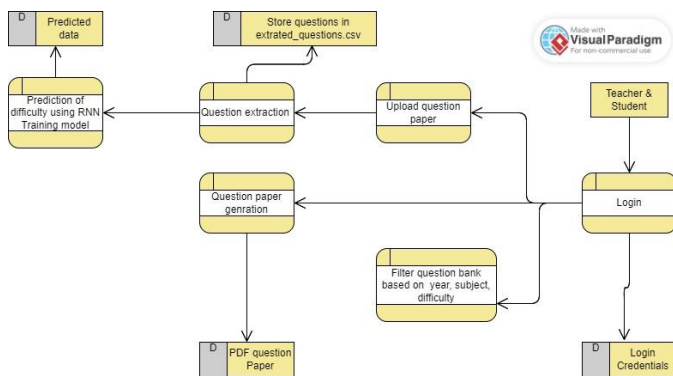 D
Predicted
data
D
Store questions in
extrated_questions.csv
Made with
Visual Paradigm
For non-commercial use
Prediction of
difficulty using RNN
Training model
Question extraction
Upload question
paper
Teacher &
Student
Question paper
genration
Login
Filter question bank
based on year, subject,
difficulty
D
PDF question
Paper
D
Login
Credentials